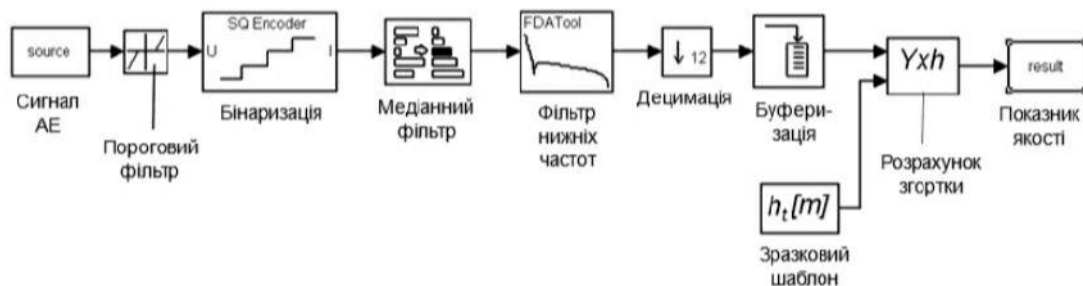 source
Сигнал
АЕ
Пороговий
фільтр
SQ Encoder
U
I
Бінаризація
Медіанний
фільтр
FDATool
Фільтр
нижніх
частот
12
Децимація
Буфери-
зація
Yxh
Розрахунок
згортки
result
Показник
якості
hₜ[m]
Зразковий
шаблон